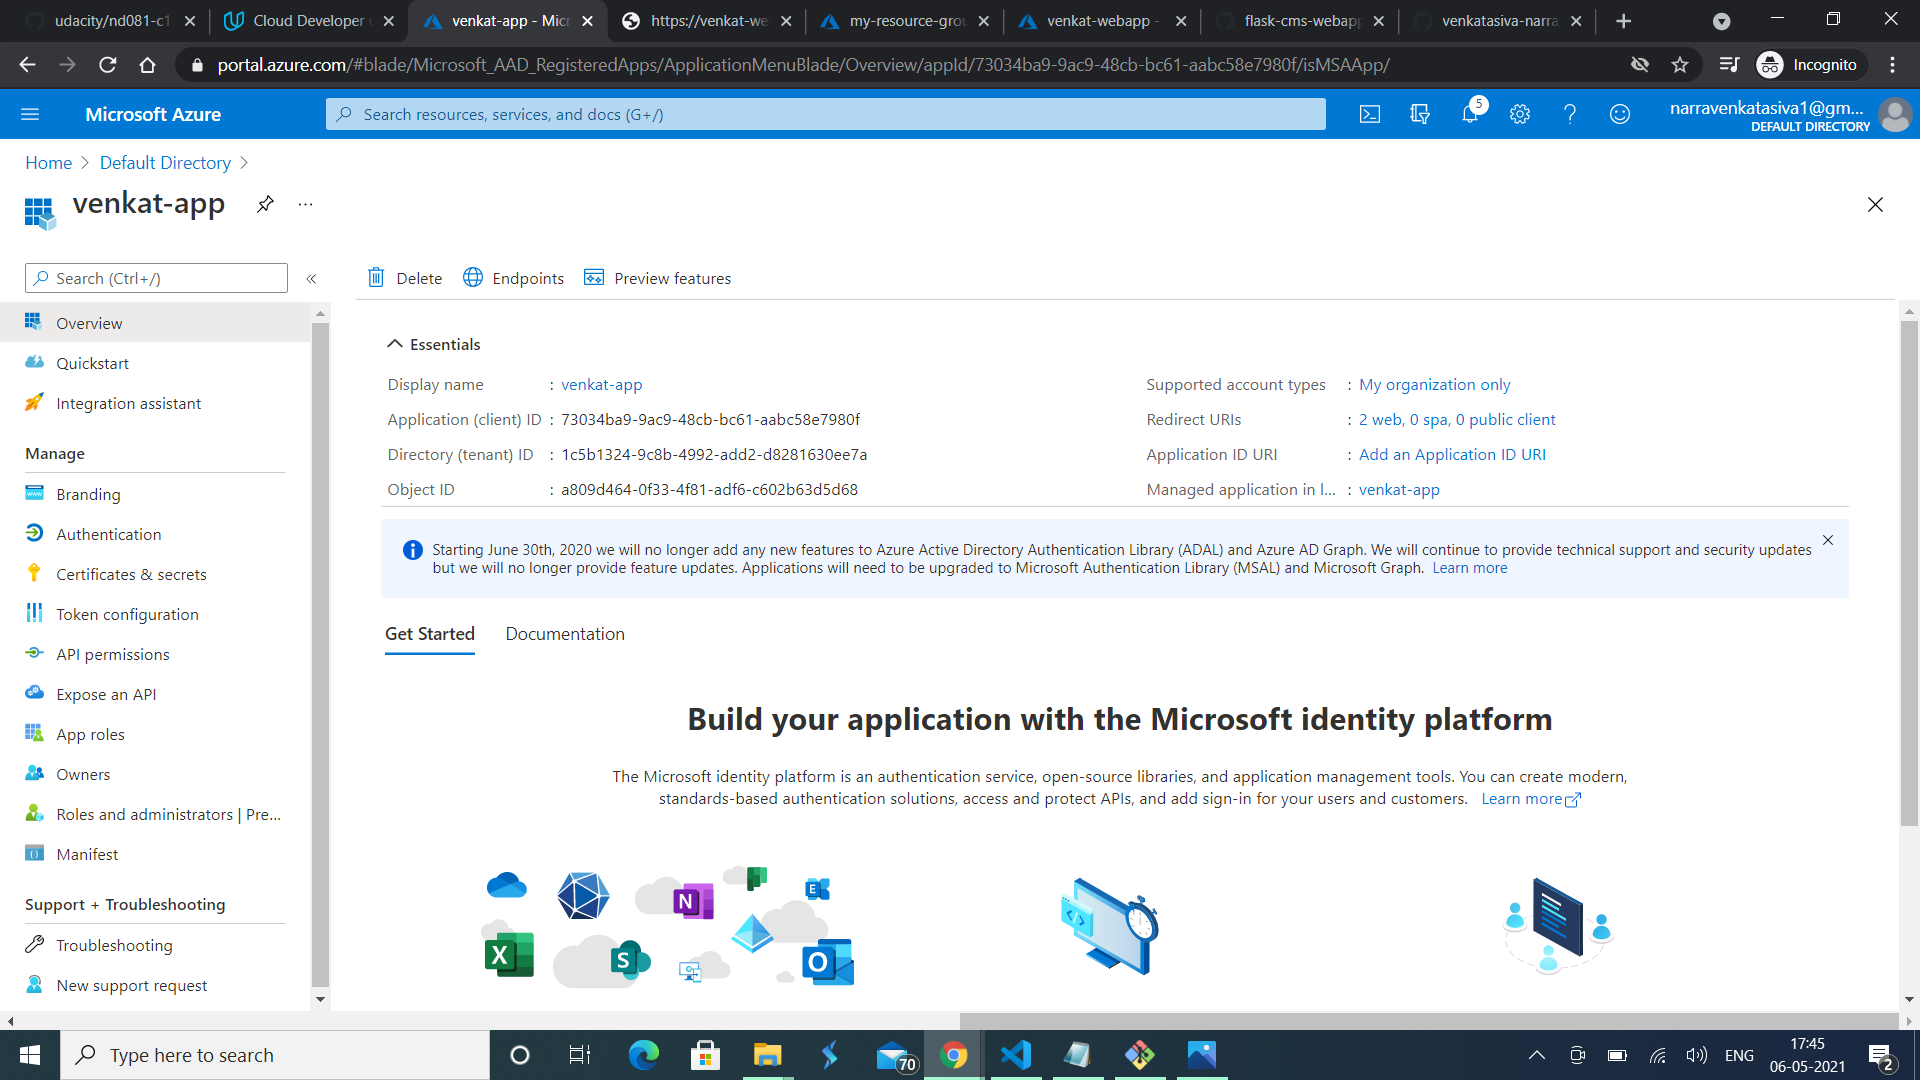 udacity/nd081-c1
Cloud Developer
venkat-app - Micr
https://venkat-we
my-resource-grou
venkat-webapp -
flask-cms-webapp
venkatasiva-narra
portal.azure.com/#blade/Microsoft_AAD_RegisteredApps/ApplicationMenuBlade/Overview/appId/73034ba9-9ac9-48cb-bc61-aabc58e7980f/isMSAApp/
Incognito
Microsoft Azure
Search resources, services, and docs (G+/)
5
narravenkatasiva1@gm...
DEFAULT DIRECTORY
Home
Default Directory
venkat-app
Search (Ctrl+/)
Delete
Endpoints
Preview features
Overview
Quickstart
Integration assistant
Manage
Branding
Authentication
Certificates & secrets
Token configuration
API permissions
Expose an API
App roles
Owners
Roles and administrators | Pre...
Manifest
Support + Troubleshooting
Troubleshooting
New support request
Essentials
Display name : venkat-app
Application (client) ID : 73034ba9-9ac9-48cb-bc61-aabc58e7980f
Directory (tenant) ID : 1c5b1324-9c8b-4992-add2-d8281630ee7a
Object ID : a809d464-0f33-4f81-adf6-c602b63d5d68
Supported account types : My organization only
Redirect URIs : 2 web, 0 spa, 0 public client
Application ID URI : Add an Application ID URI
Managed application in l... : venkat-app
Starting June 30th, 2020 we will no longer add any new features to Azure Active Directory Authentication Library (ADAL) and Azure AD Graph. We will continue to provide technical support and security updates
but we will no longer provide feature updates. Applications will need to be upgraded to Microsoft Authentication Library (MSAL) and Microsoft Graph. Learn more
Get Started
Documentation
Build your application with the Microsoft identity platform
The Microsoft identity platform is an authentication service, open-source libraries, and application management tools. You can create modern,
standards-based authentication solutions, access and protect APIs, and add sign-in for your users and customers. Learn more
N
E
X
S
O
Type here to search
70
ENG
17:45
06-05-2021
2